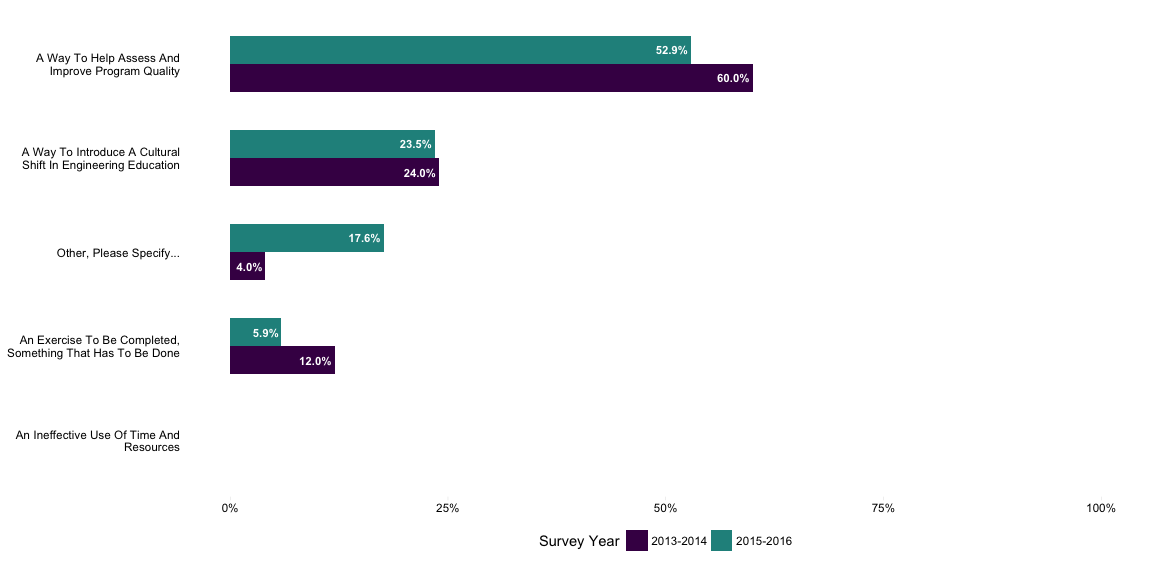 A Way To Help Assess And
Improve Program Quality
52.9%
60.0%
A Way To Introduce A Cultural
Shift In Engineering Education
23.5%
24.0%
Other, Please Specify...
17.6%
4.0%
An Exercise To Be Completed,
Something That Has To Be Done
5.9%
12.0%
An Ineffective Use Of Time And
Resources
0% 25% 50% 75% 100%
Survey Year 2013-2014 2015-2016